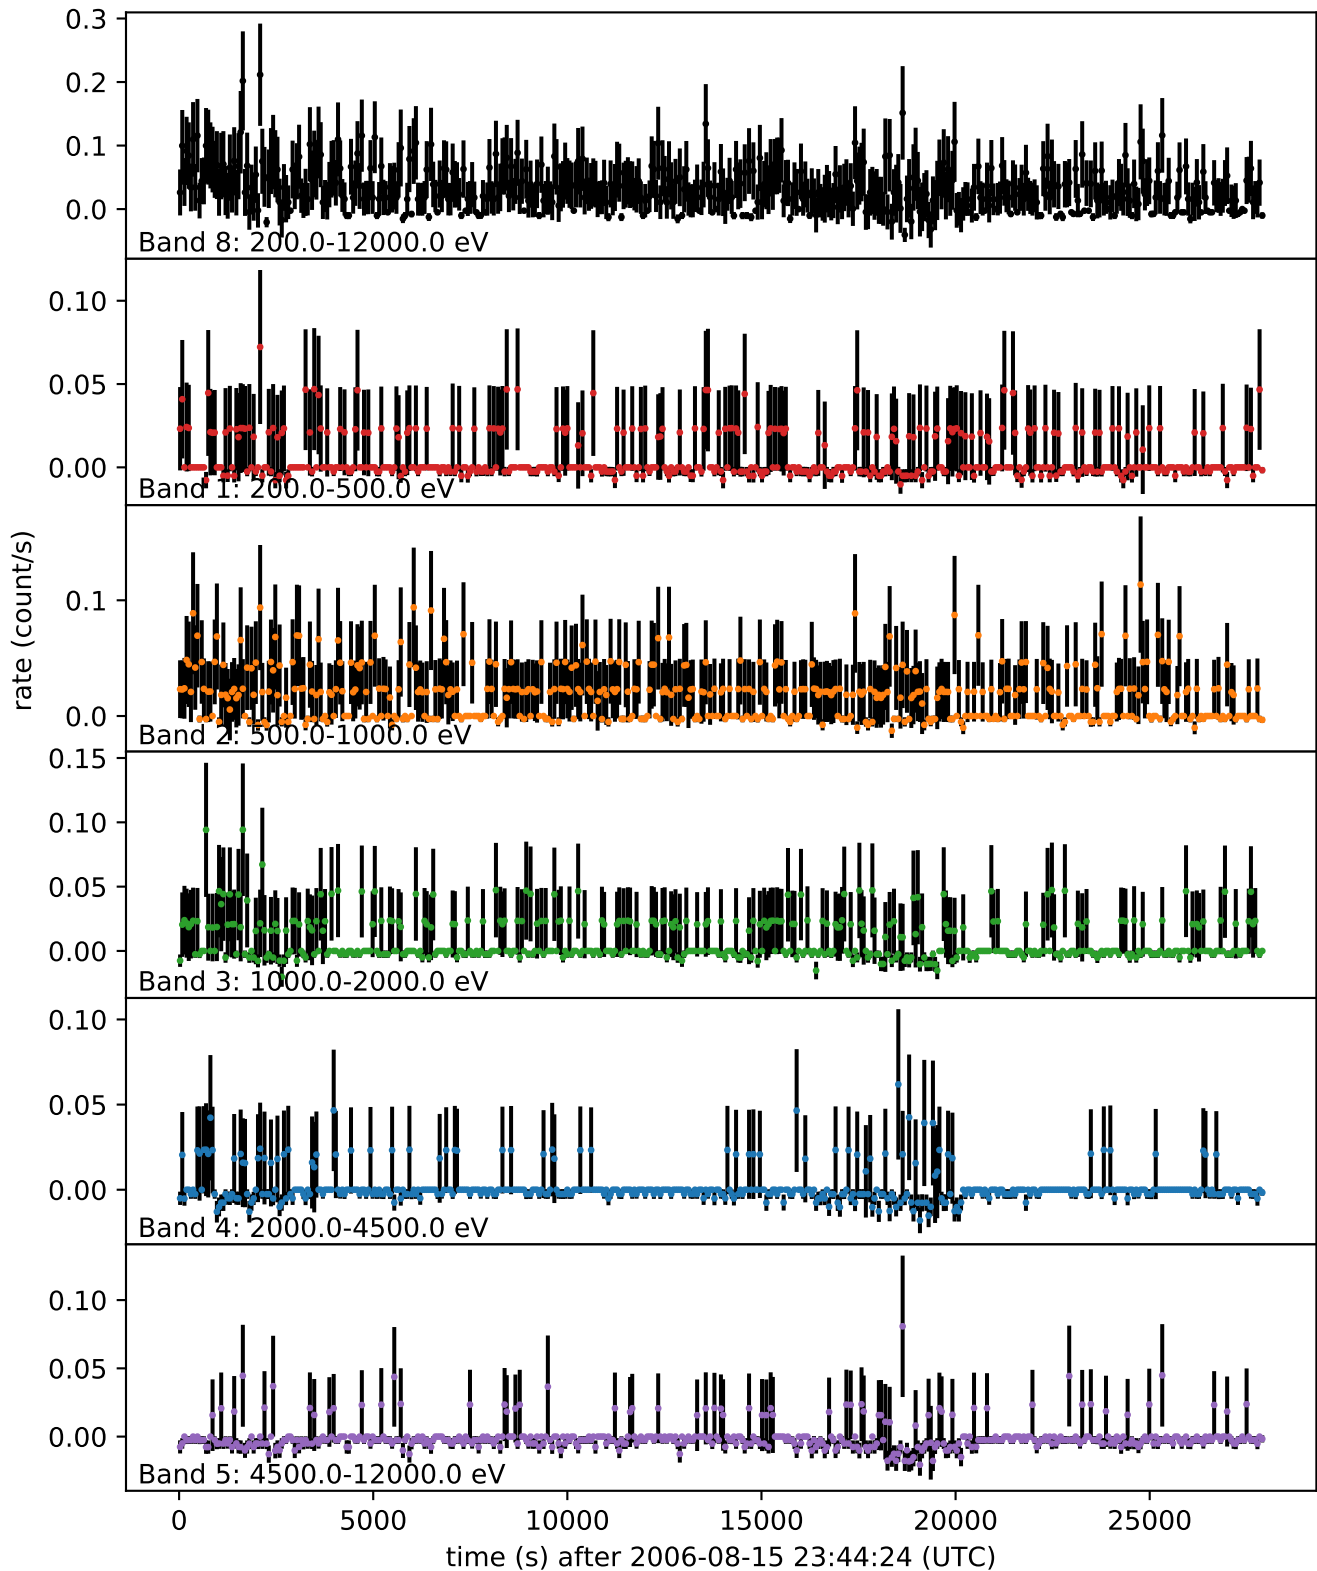 0.3
0.2
0.1
0.0
Band 8: 200.0-12000.0 eV
0.10
0.05
0.00
Band 1: 200.0-500.0 eV
rate (count/s)
0.1
0.0
Band 2: 500.0-1000.0 eV
0.15
0.10
0.05
0.00
Band 3: 1000.0-2000.0 eV
0.10
0.05
0.00
Band 4: 2000.0-4500.0 eV
0.10
0.05
0.00
Band 5: 4500.0-12000.0 eV
0 5000 10000 15000 20000 25000
time (s) after 2006-08-15 23:44:24 (UTC)